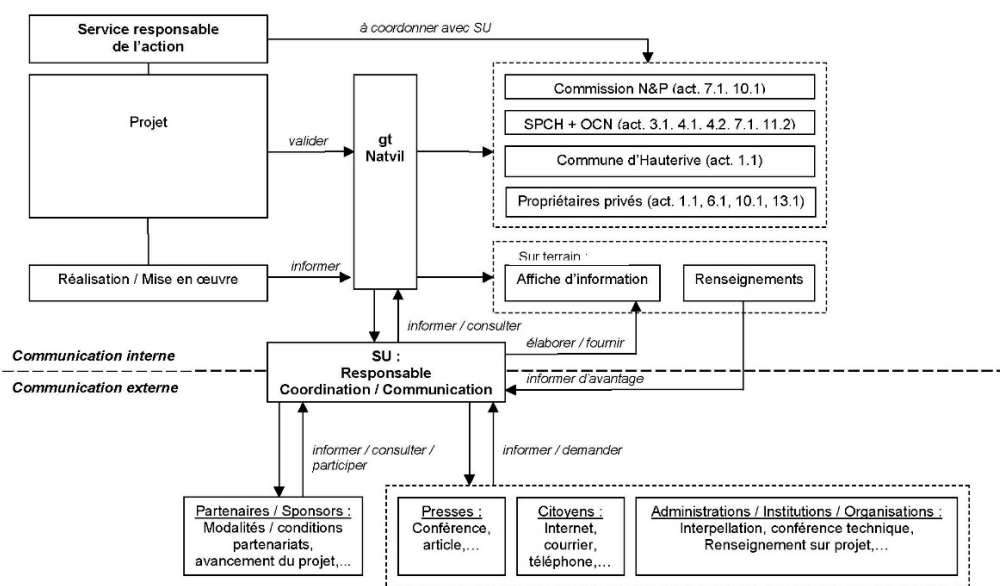 Service responsable
de l'action
à coordonner avec SU
Projet
valider
gt
Natvil
Commission N&P (act. 7.1, 10.1)
SPCH + OCN (act. 3.1, 4.1, 4.2, 7.1, 11.2)
Commune d'Hauterive (act. 1.1)
Propriétaires privés (act. 1.1, 6.1, 10.1, 13.1)
Réalisation / Mise en œuvre
informer
Sur terrain :
Affiche d'information
Renseignements
informer / consulter
élaborer / fournir
Communication interne
Communication externe
SU :
Responsable
Coordination / Communication
informer d'avantage
informer / consulter /
participer
informer / demander
Partenaires / Sponsors :
Modalités / conditions
partenariats,
avancement du projet,...
Presses :
Conférence,
article,...
Citoyens :
Internet,
courrier,
téléphone,...
Administrations / Institutions / Organisations :
Interpellation, conférence technique,
Renseignement sur projet,...